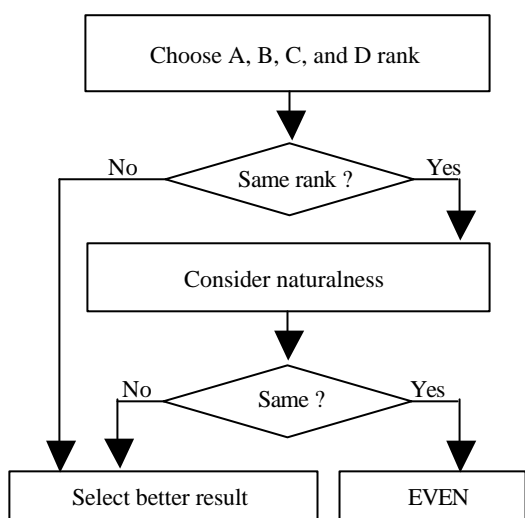 Choose A, B, C, and D rank
No
Yes
Same rank ?
Consider naturalness
No
Yes
Same ?
Select better result
EVEN